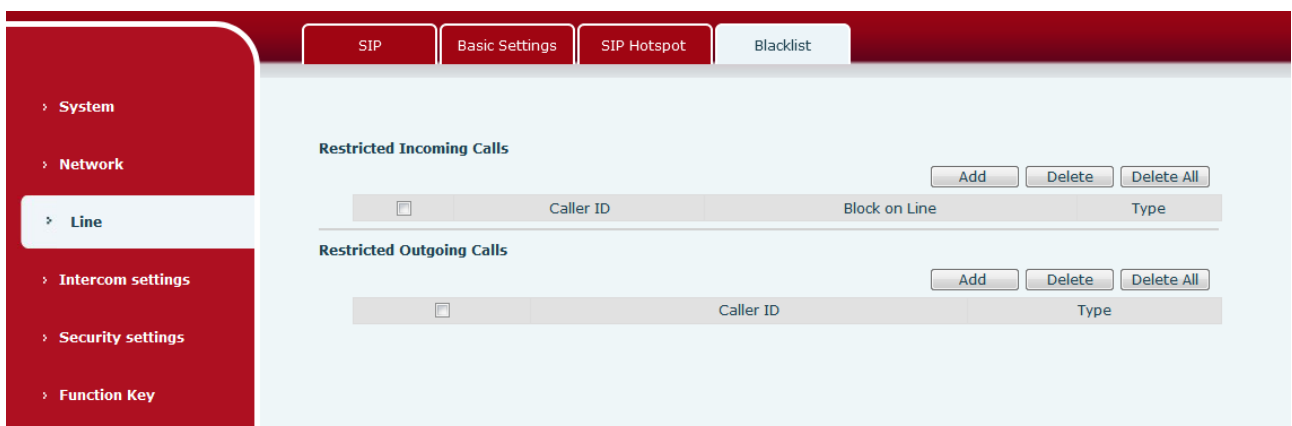 SIP Basic Settings SIP Hotspot Blacklist
System
Network
Line
Intercom settings
Security settings
Function Key
Restricted Incoming Calls
Add Delete Delete All
Caller ID Block on Line Type
Restricted Outgoing Calls
Add Delete Delete All
Caller ID Type